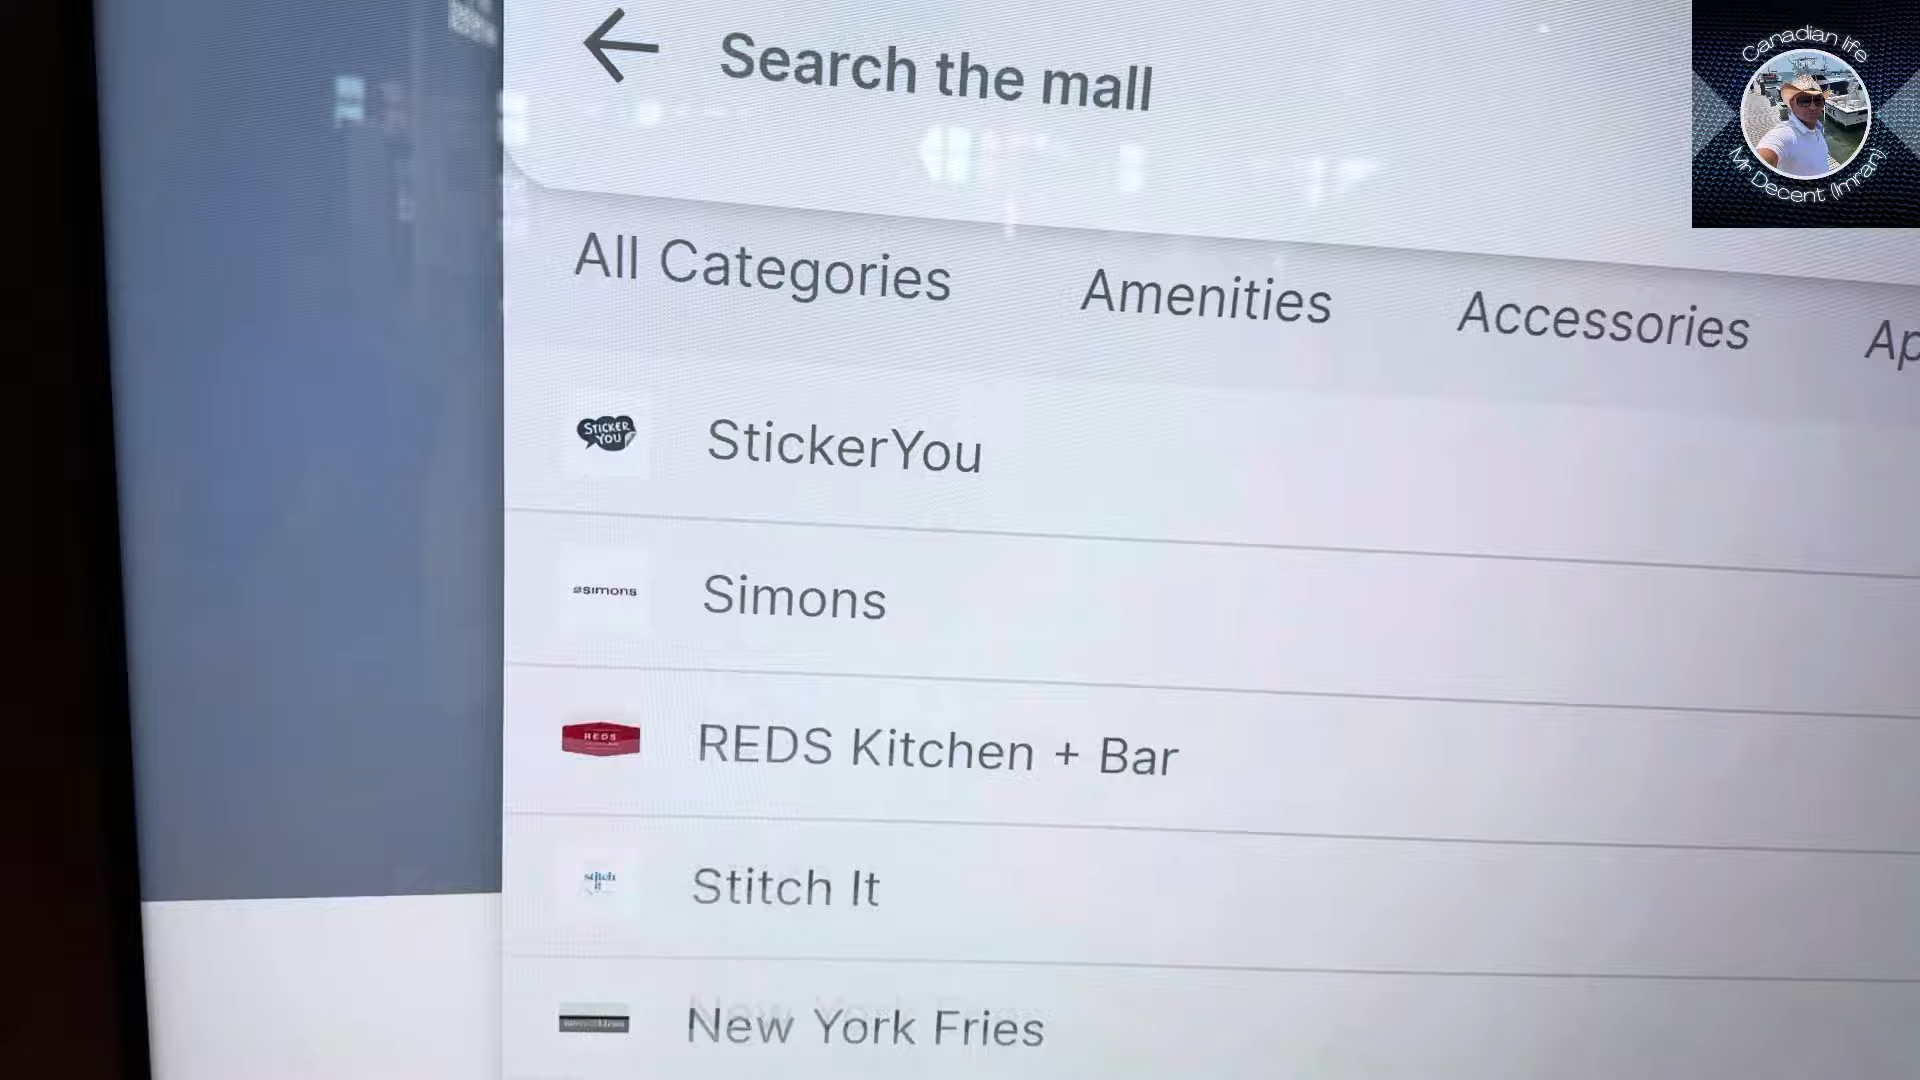 Search the mall
Canadian life
Mr Decent (Imran)
All Categories
Amenities
Accessories
Ap
STICKER
YOU
StickerYou
simons
Simons
REDS
REDS Kitchen + Bar
stitch
it
Stitch It
New York Fries